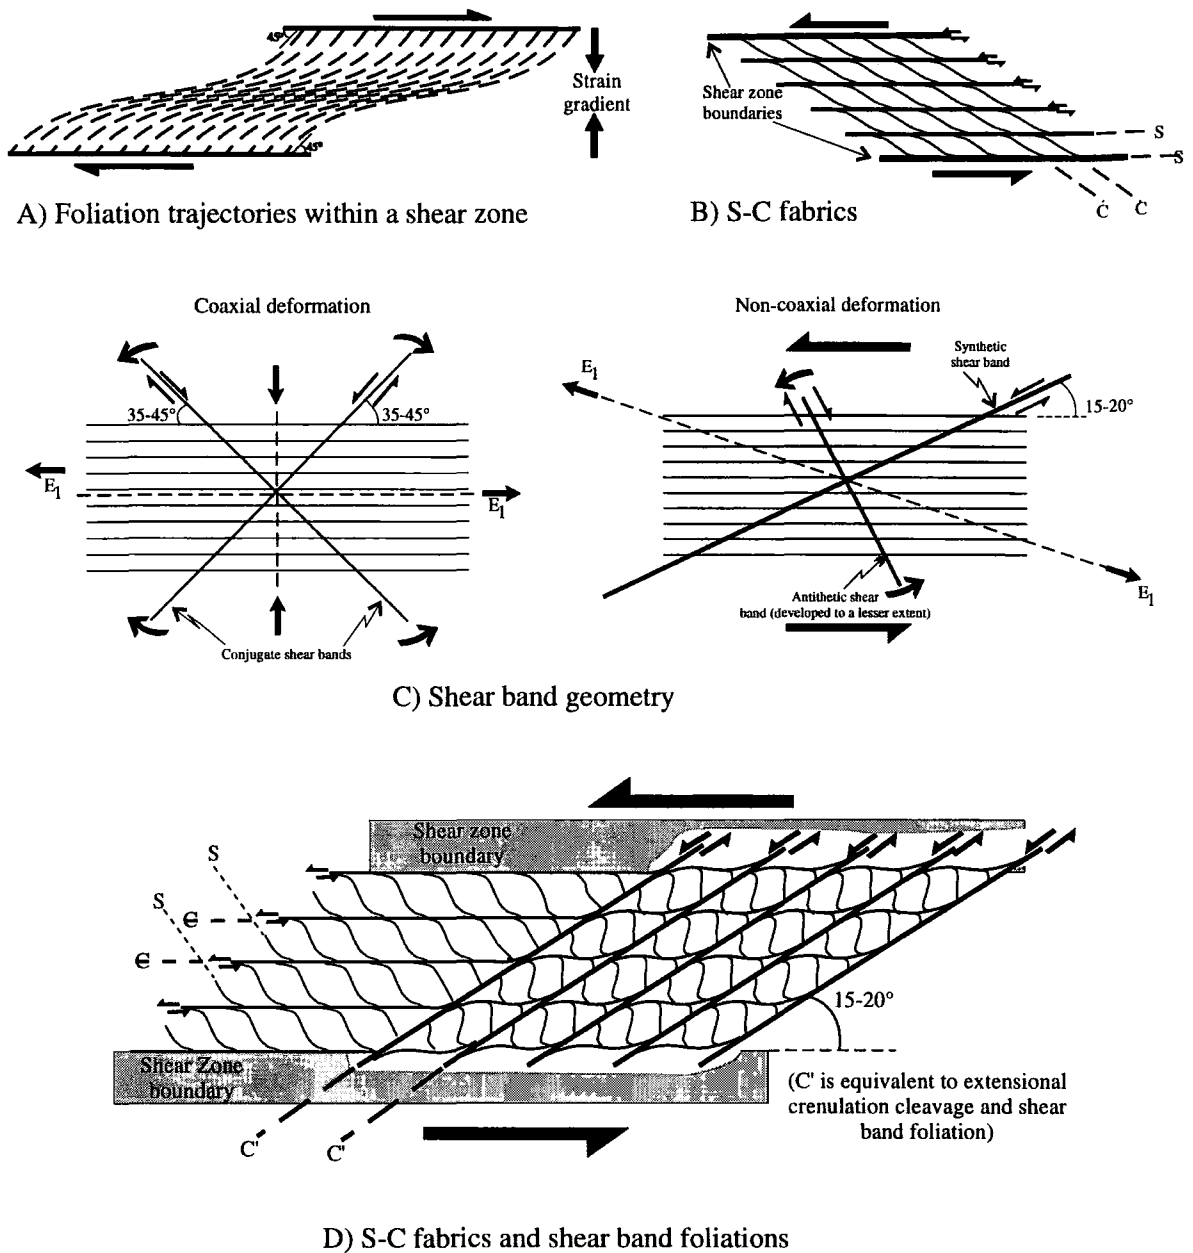 45°
45°
Strain
gradient
A) Foliation trajectories within a shear zone
Shear zone
boundaries
S
S
C
C
B) S-C fabrics
Coaxial deformation
35-45°
35-45°
E1
E1
Conjugate shear bands
Non-coaxial deformation
Synthetic
shear band
E1
15-20°
Antithetic shear
band (developed to a lesser extent)
E1
C) Shear band geometry
Shear zone
boundary
S
S
C
C
15-20°
Shear Zone
boundary
C'
C'
(C' is equivalent to extensional
crenulation cleavage and shear
band foliation)
D) S-C fabrics and shear band foliations